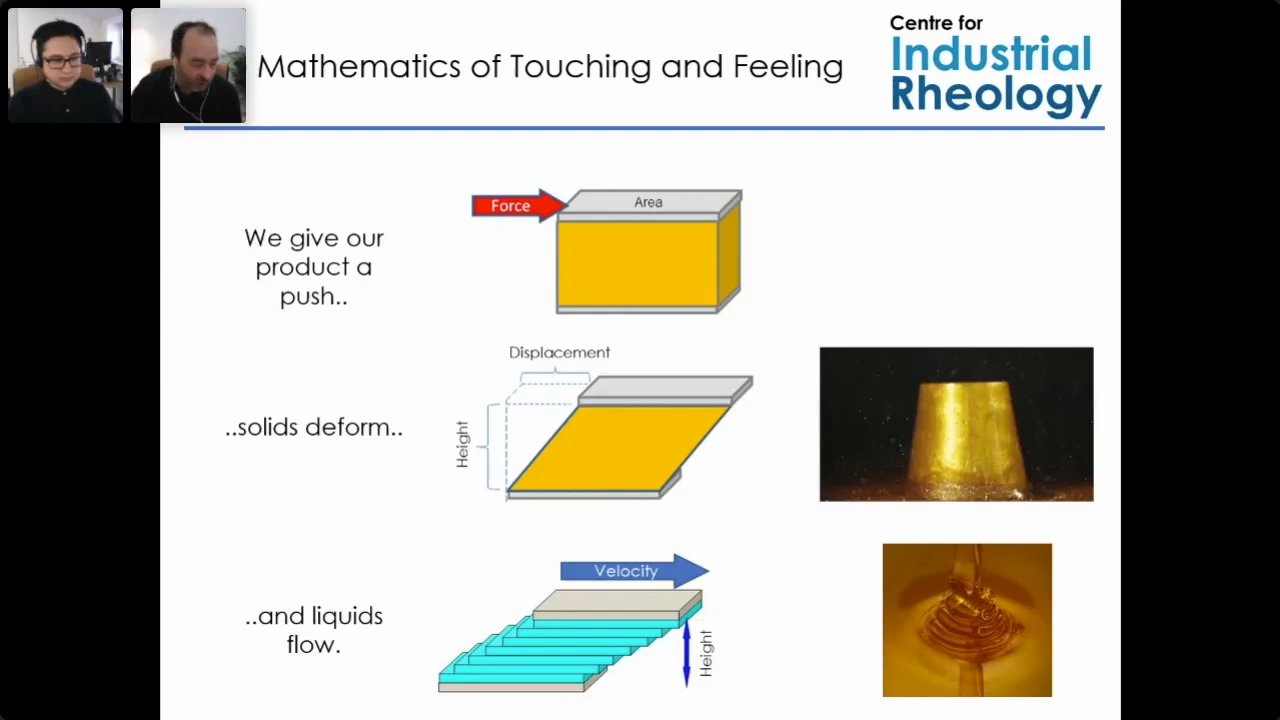 Mathematics of Touching and Feeling
Centre for
Industrial
Rheology
Force
Area
We give our
product a
push..
Displacement
Height
..solids deform..
Velocity
Height
..and liquids
flow.